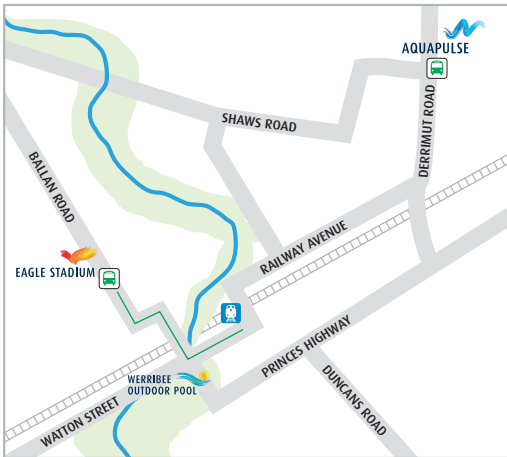 AQUAPULSE
SHAWS ROAD
DERRIMUT ROAD
BALLAN ROAD
RAILWAY AVENUE
EAGLE STADIUM
PRINCES HIGHWAY
WERRIBEE
OUTDOOR POOL
DUNCANS ROAD
WATTON STREET